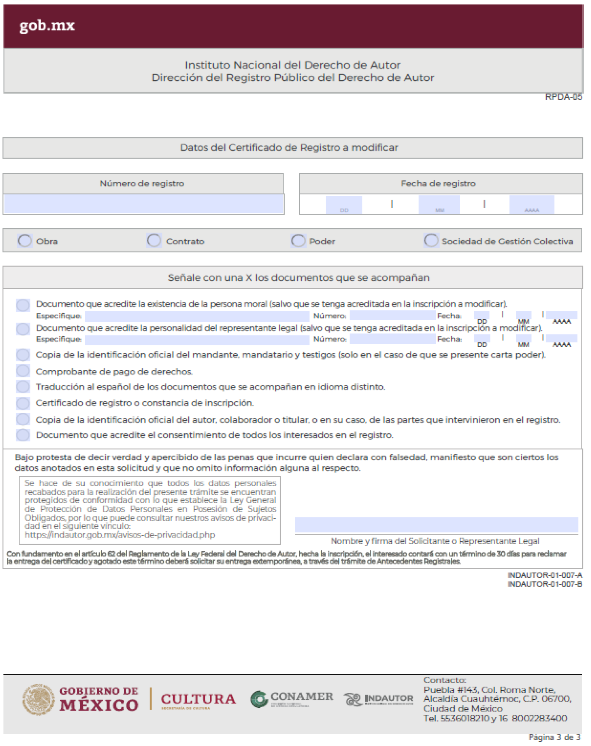 gob.mx
Instituto Nacional del Derecho de Autor
Dirección del Registro Público del Derecho de Autor
RPDA-05
Datos del Certificado de Registro a modificar
Número de registro
Fecha de registro
DD | MM | AAAA
Obra
Contrato
Poder
Sociedad de Gestión Colectiva
Señale con una X los documentos que se acompañan
Documento que acredite la existencia de la persona moral (salvo que se tenga acreditada en la inscripción a modificar).
Especifique: Número: Fecha: DD | MM | AAAA
Documento que acredite la personalidad del representante legal (salvo que se tenga acreditada en la inscripción a modificar).
Especifique: Número: Fecha: DD | MM | AAAA
Copia de la identificación oficial del mandante, mandatario y testigos (solo en el caso de que se presente carta poder).
Comprobante de pago de derechos.
Traducción al español de los documentos que se acompañan en idioma distinto.
Certificado de registro o constancia de inscripción.
Copia de la identificación oficial del autor, colaborador o titular, o en su caso, de las partes que intervinieron en el registro.
Documento que acredite el consentimiento de todos los interesados en el registro.
Bajo protesta de decir verdad y apercibido de las penas que incurre quien declara con falsedad, manifiesto que son ciertos los
datos anotados en esta solicitud y que no omito información alguna al respecto.
Se hace de su conocimiento que todos los datos personales
recabados para la realización del presente trámite se encuentran
protegidos de conformidad con lo que establece la Ley General
de Protección de Datos Personales en Posesión de Sujetos
Obligados, por lo que puede consultar nuestros avisos de privaci-
dad en el siguiente vínculo:
https://indautor.gob.mx/avisos-de-privacidad.php
Nombre y firma del Solicitante o Representante Legal
Con fundamento en el artículo 62 del Reglamento de la Ley Federal del Derecho de Autor, hecha la inscripción, el interesado contará con un término de 30 días para reclamar
la entrega del certificado y agotado este término deberá solicitar su entrega extemporánea, a través del trámite de Antecedentes Registrales.
INDAUTOR-01-007-A
INDAUTOR-01-007-B
GOBIERNO DE
MÉXICO
CULTURA
SECRETARÍA DE CULTURA
CONAMER
INDAUTOR
Contacto:
Puebla #143, Col. Roma Norte,
Alcaldía Cuauhtémoc, C.P. 06700,
Ciudad de México
Tel. 5536018210 y 16 8002283400
Página 3 de 3